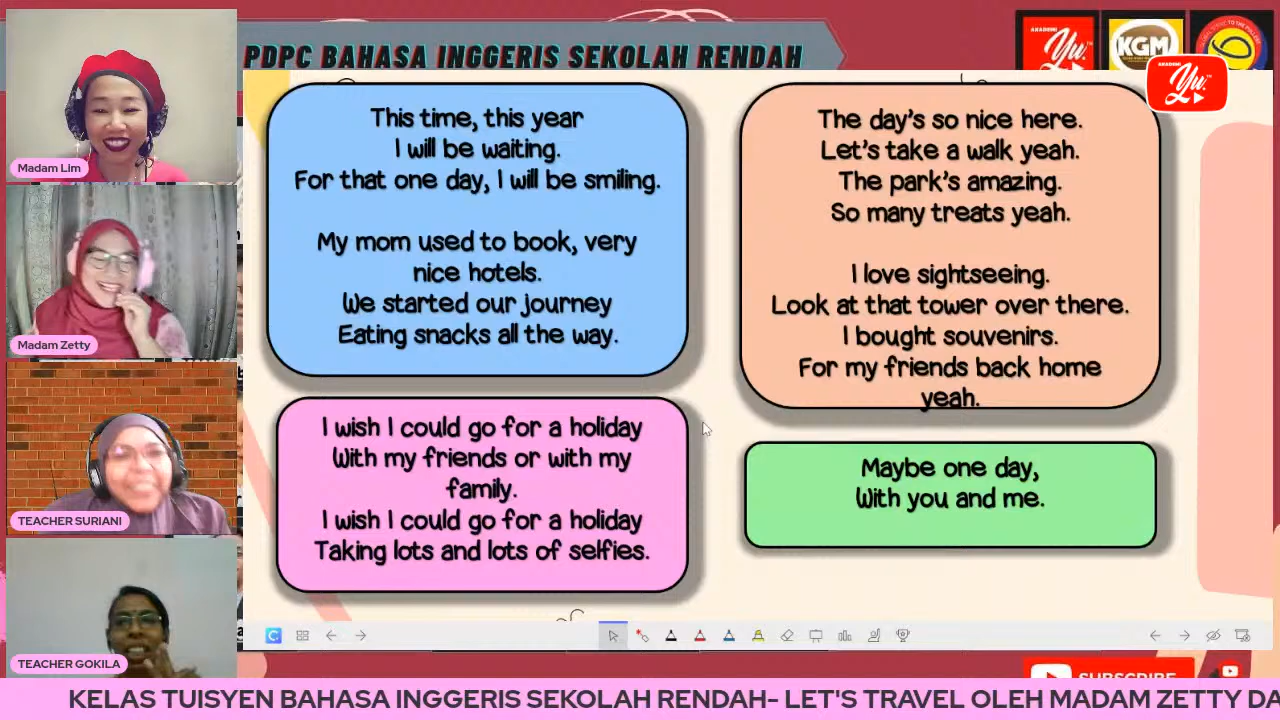 PDPC BAHASA INGGERIS SEKOLAH RENDAH
AKADEMI
Yu.
KGM
AKADEMI
Yu.
Madam Lim
Madam Zetty
TEACHER SURIANI
TEACHER GOKILA
This time, this year
I will be waiting.
For that one day, I will be smiling.
My mom used to book, very
nice hotels.
We started our journey
Eating snacks all the way.
I wish I could go for a holiday
With my friends or with my
family.
I wish I could go for a holiday
Taking lots and lots of selfies.
The day's so nice here.
Let's take a walk yeah.
The park's amazing.
So many treats yeah.
I love sightseeing.
Look at that tower over there.
I bought souvenirs.
For my friends back home
yeah.
Maybe one day,
With you and me.
SUBSCRIBE
KELAS TUISYEN BAHASA INGGERIS SEKOLAH RENDAH- LET'S TRAVEL OLEH MADAM ZETTY DA